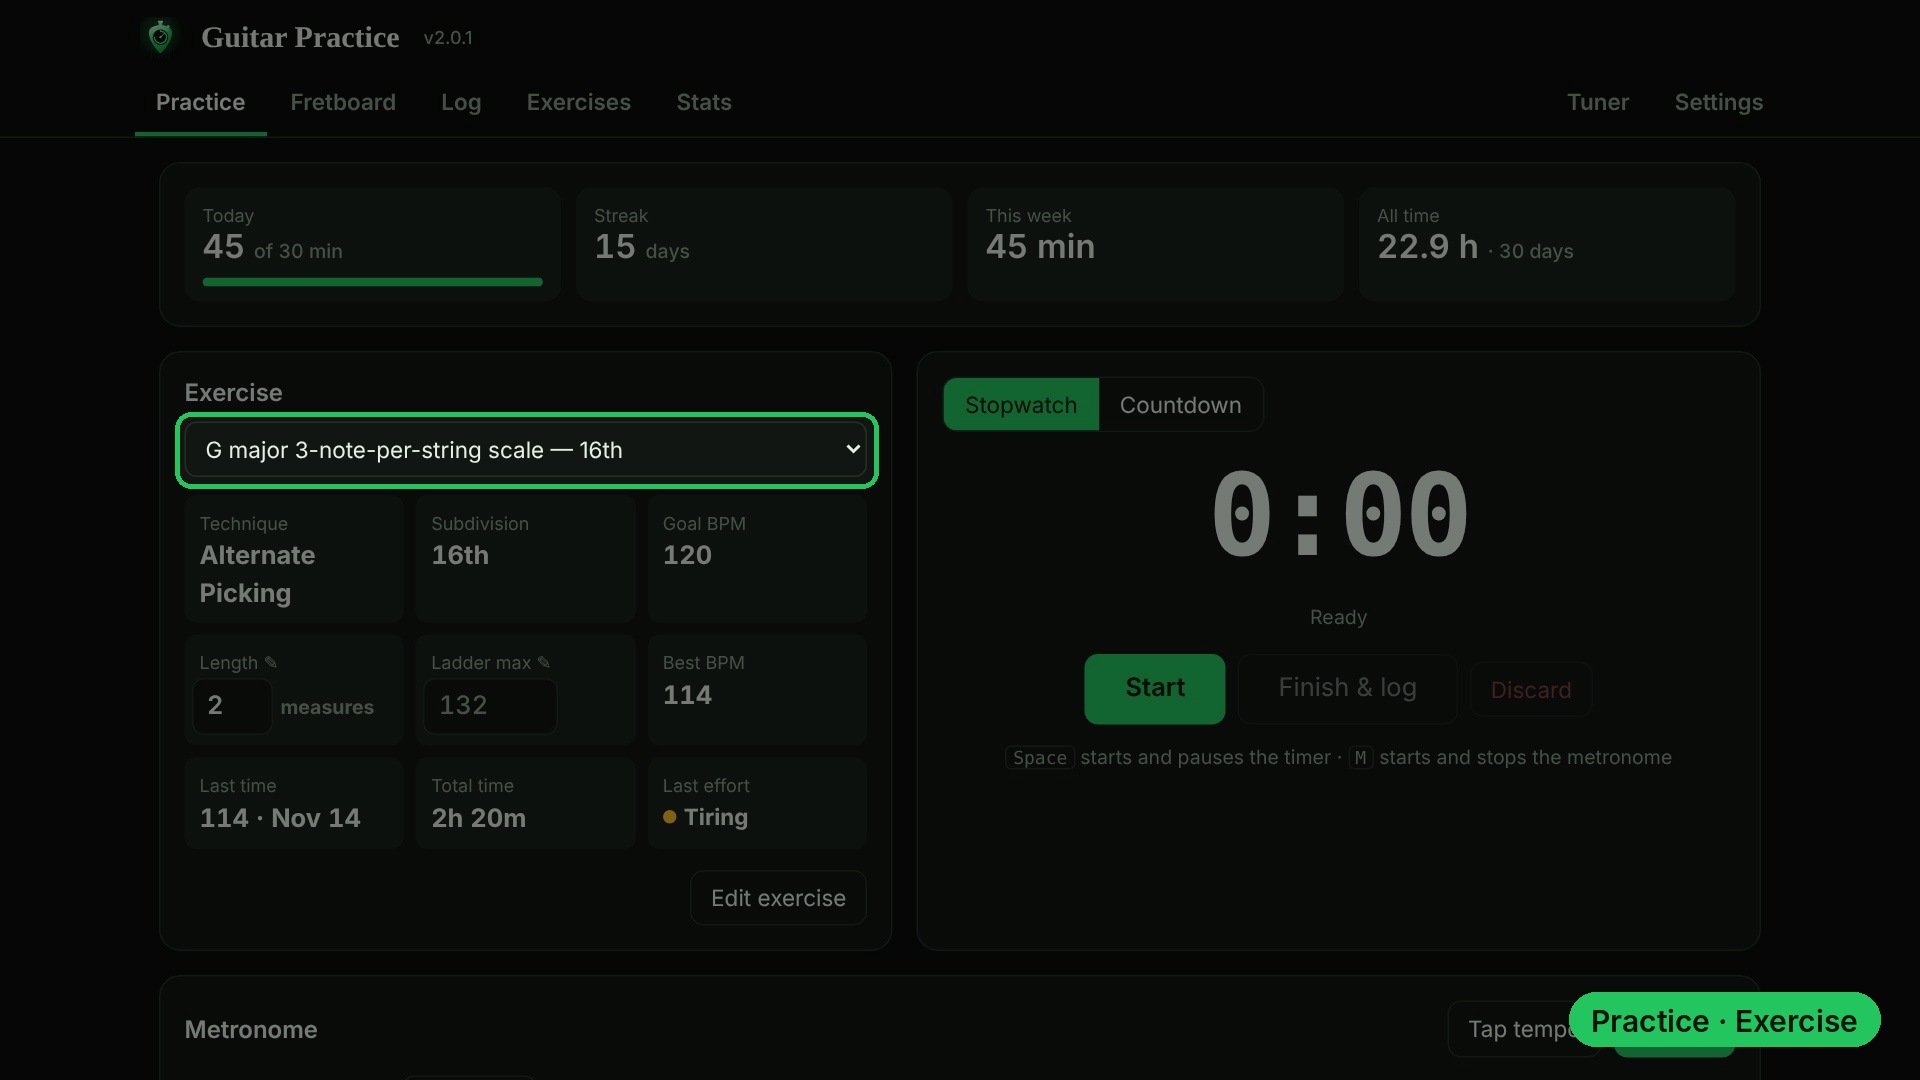 Guitar Practice v2.0.1
Practice Fretboard Log Exercises Stats Tuner Settings
Today
45 of 30 min
Streak
15 days
This week
45 min
All time
22.9 h · 30 days
Exercise
G major 3-note-per-string scale — 16th
Technique
Alternate
Picking
Subdivision
16th
Goal BPM
120
Length ✎
2 measures
Ladder max ✎
132
Best BPM
114
Last time
114 · Nov 14
Total time
2h 20m
Last effort
Tiring
Edit exercise
Stopwatch Countdown
0:00
Ready
Start Finish & log Discard
Space starts and pauses the timer · M starts and stops the metronome
Metronome
Tap tempo
Practice · Exercise